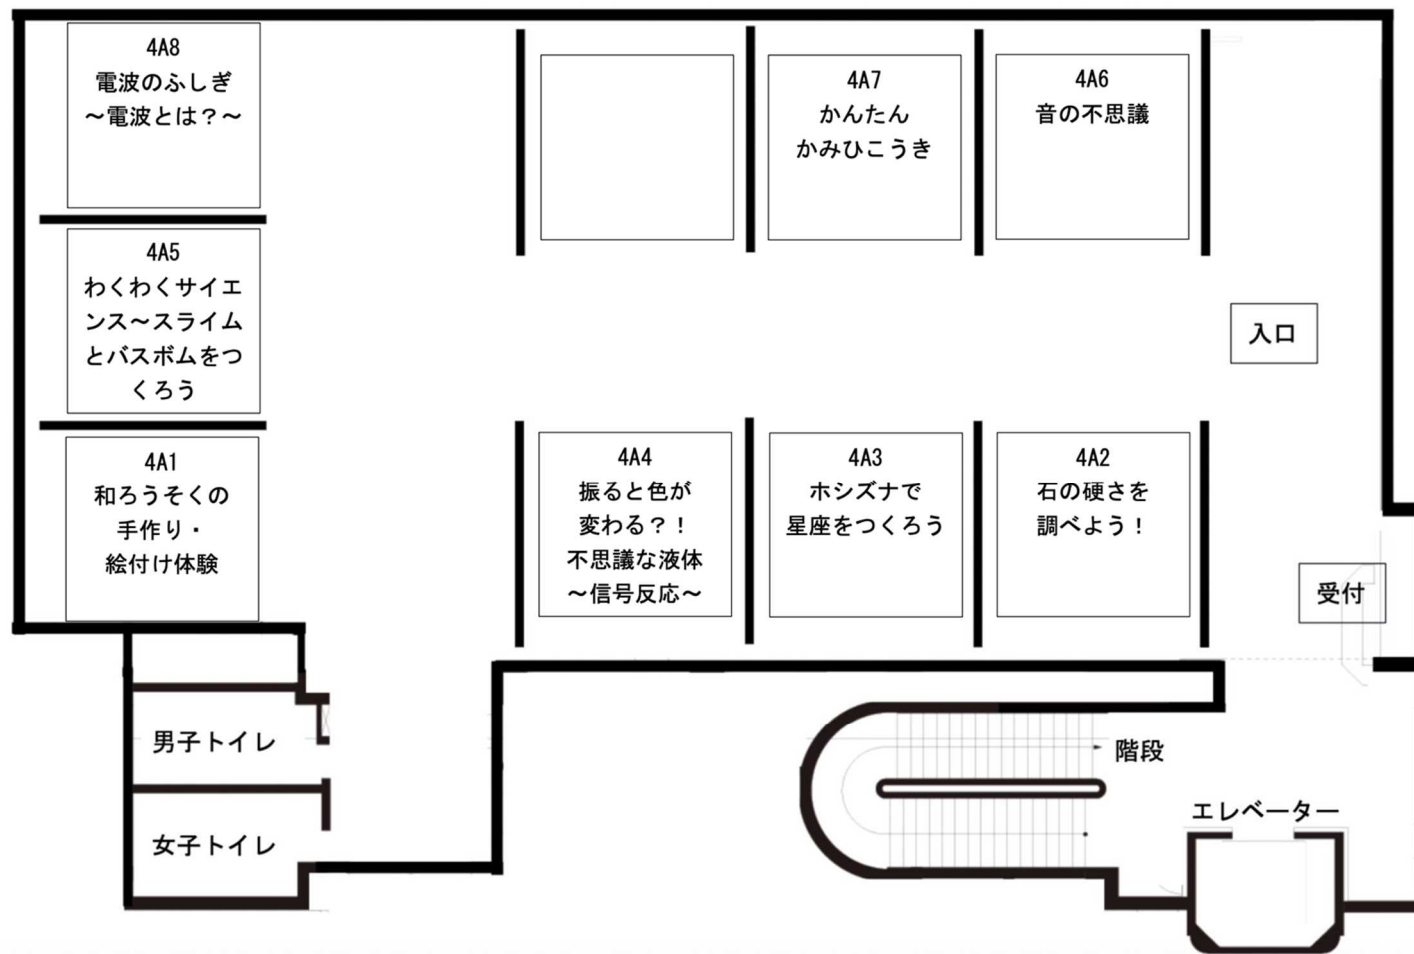 4A8
電波のふしぎ
～電波とは？～
4A7
かんたん
かみひこうき
4A6
音の不思議
4A5
わくわくサイエ
ンス～スライム
とバスボムをつ
くろう
入口
4A1
和ろうそくの
手作り・
絵付け体験
4A4
振ると色が
変わる？！
不思議な液体
～信号反応～
4A3
ホシズナで
星座をつくろう
4A2
石の硬さを
調べよう！
受付
男子トイレ
階段
エレベーター
女子トイレ